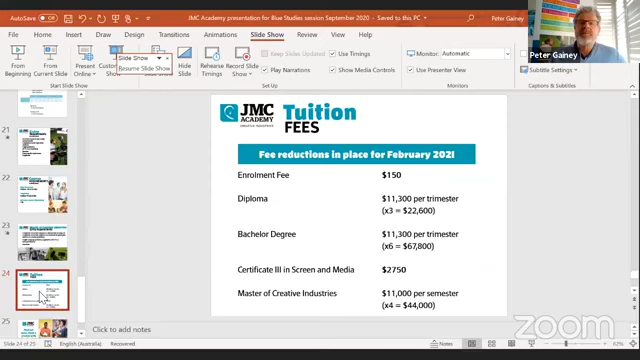 AutoSave
Off
JMC Academy presentation for Blue Studies session September 2020 - Saved to this PC
Peter Gainey
Home
Insert
Design
Transitions
Animations
Slide Show
Review
View
Help
Search
From Beginning
From Current Slide
Present Online
Custom
Slide Show
Resume Slide Show
Hide Slide
Rehearse Timings
Record Slide Show
Keep Slides Updated
Play Narrations
Use Timings
Show Media Controls
Monitor:
Automatic
Use Presenter View
Subtitle Settings
Start Slide Show
Set Up
Monitors
Captions & Subtitles
Peter Gainey
21
22
23
24
25
JMC
ACADEMY
CREATIVE INDUSTRIES
Tuition
FEES
Fee reductions in place for February 2021
Enrolment Fee $150
Diploma $11,300 per trimester
(x3 = $22,600)
Bachelor Degree $11,300 per trimester
(x6 = $67,800)
Certificate III in Screen and Media $2750
Master of Creative Industries $11,000 per semester
(x4 = $44,000)
Click to add notes
zoom
Slide 24 of 25
English (Australia)
Recovered
Notes
62%